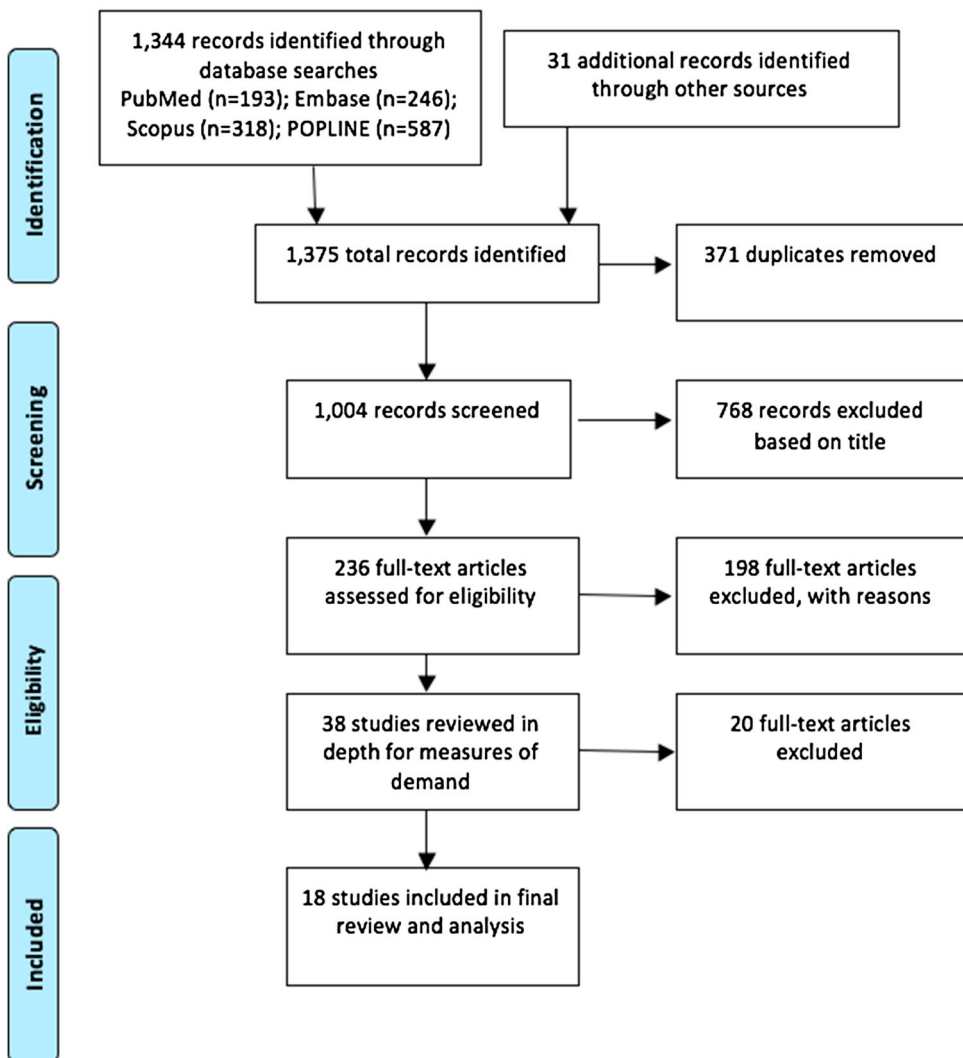 Identification
1,344 records identified through
database searches
PubMed (n=193); Embase (n=246);
Scopus (n=318); POPLINE (n=587)
31 additional records identified
through other sources
1,375 total records identified
371 duplicates removed
Screening
1,004 records screened
768 records excluded
based on title
Eligibility
236 full-text articles
assessed for eligibility
198 full-text articles
excluded, with reasons
38 studies reviewed in
depth for measures of
demand
20 full-text articles
excluded
Included
18 studies included in final
review and analysis